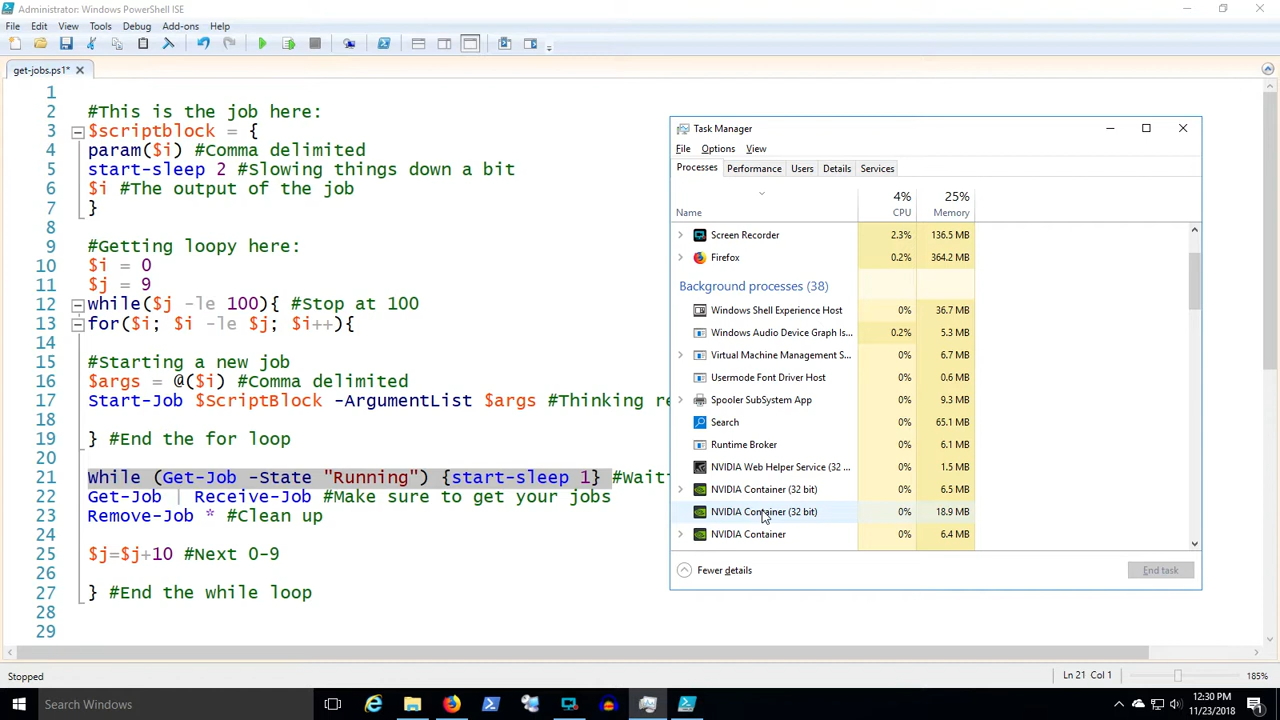 Administrator: Windows PowerShell ISE
File Edit View Tools Debug Add-ons Help
get-jobs.ps1*
1
2 #This is the job here:
3 $scriptblock = {
4 param($i) #Comma delimited
5 start-sleep 2 #Slowing things down a bit
6 $i #The output of the job
7 }
8
9 #Getting loopy here:
10 $i = 0
11 $j = 9
12 while($j -le 100){ #Stop at 100
13 for($i; $i -le $j; $i++){
14
15 #Starting a new job
16 $args = @($i) #Comma delimited
17 Start-Job $ScriptBlock -ArgumentList $args #Thinking re
18
19 } #End the for loop
20
21 While (Get-Job -State "Running") {start-sleep 1} #Wait
22 Get-Job | Receive-Job #Make sure to get your jobs
23 Remove-Job * #Clean up
24
25 $j=$j+10 #Next 0-9
26
27 } #End the while loop
28
29
Task Manager
File Options View
Processes Performance Users Details Services
4% 25%
Name CPU Memory
Screen Recorder 2.3% 136.5 MB
Firefox 0.2% 364.2 MB
Background processes (38)
Windows Shell Experience Host 0% 36.7 MB
Windows Audio Device Graph Is... 0.2% 5.3 MB
Virtual Machine Management S... 0% 6.7 MB
Usermode Font Driver Host 0% 0.6 MB
Spooler SubSystem App 0% 9.3 MB
Search 0% 65.1 MB
Runtime Broker 0% 6.1 MB
NVIDIA Web Helper Service (32 ... 0% 1.5 MB
NVIDIA Container (32 bit) 0% 6.5 MB
NVIDIA Container (32 bit) 0% 18.9 MB
NVIDIA Container 0% 6.4 MB
Fewer details End task
Stopped Ln 21 Col 1 185%
Search Windows
12:30 PM
11/23/2018